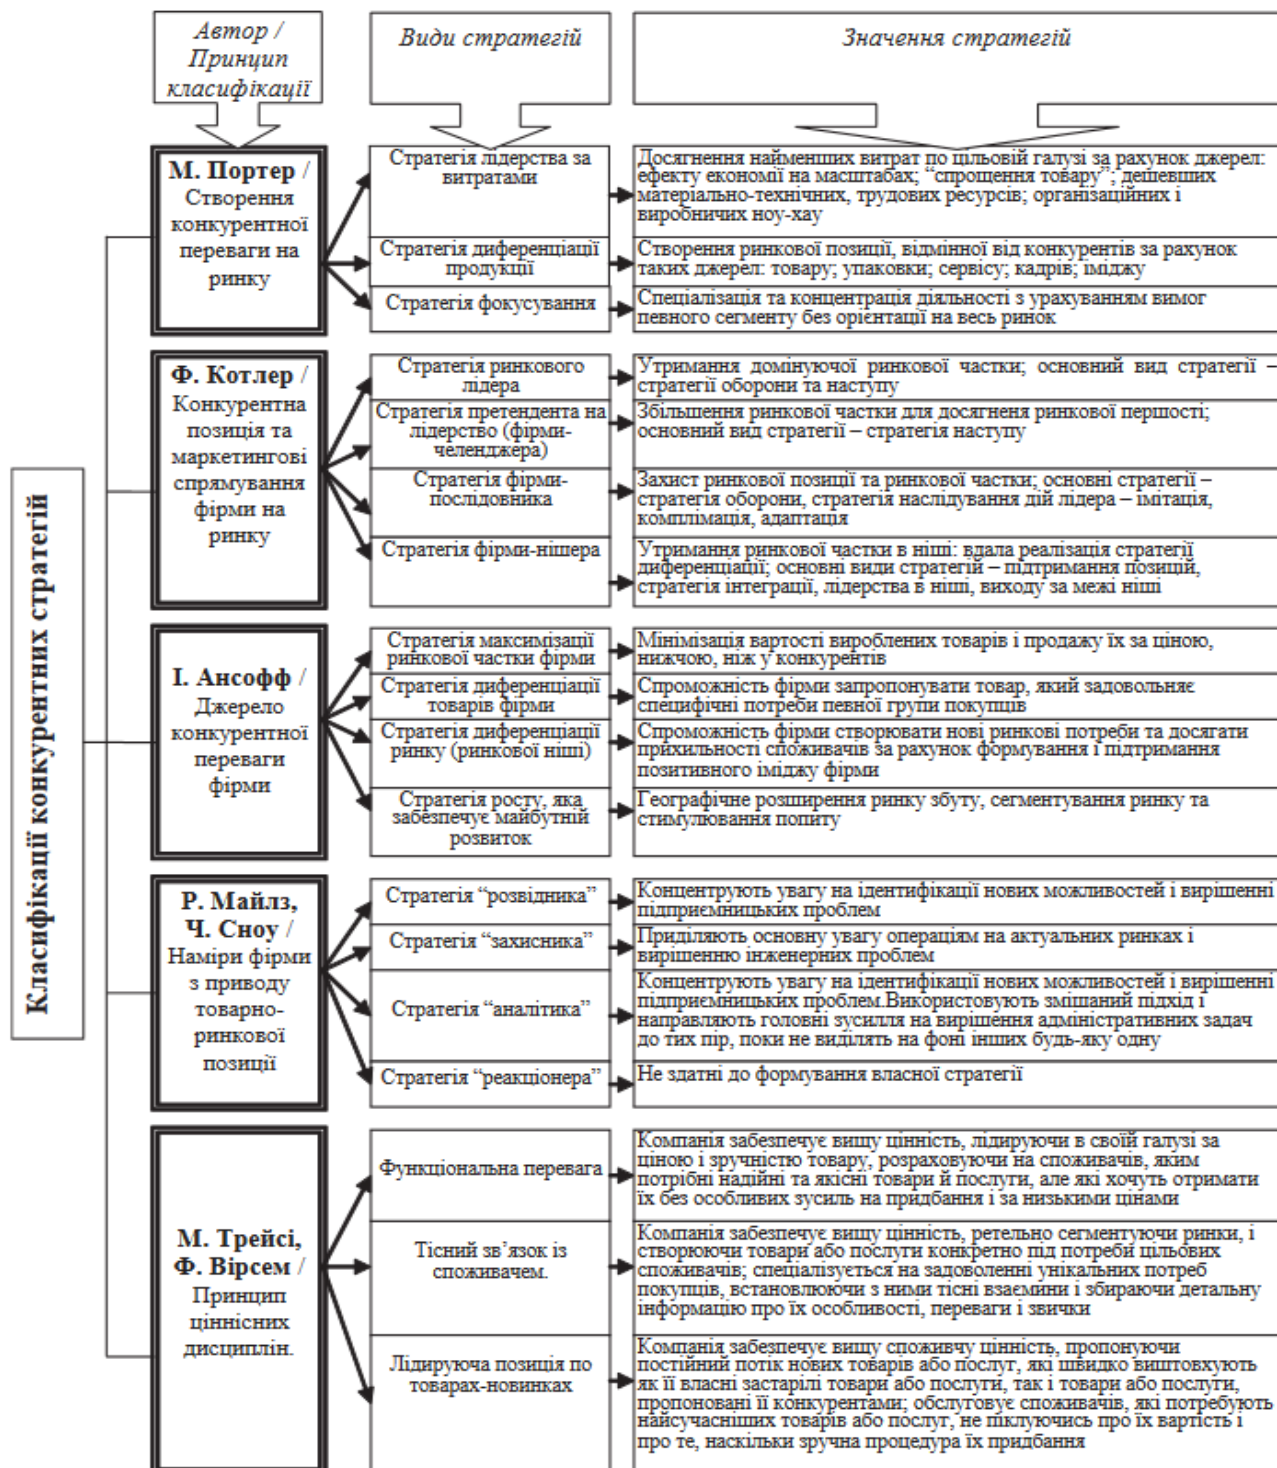 Автор /
Принцип
класифікації
Види стратегій
Значення стратегій
Класифікації конкурентних стратегій
М. Портер /
Створення
конкурентної
переваги на
ринку
Стратегія лідерства за
витратами
Досягнення найменших витрат по цільовій галузі за рахунок джерел:
ефекту економії на масштабах; “спрощення товару”; дешевших
матеріально-технічних, трудових ресурсів; організаційних і
виробничих ноу-хау
Стратегія диференціації
продукції
Створення ринкової позиції, відмінної від конкурентів за рахунок
таких джерел: товару; упаковки; сервісу; кадрів; іміджу
Стратегія фокусування
Спеціалізація та концентрація діяльності з урахуванням вимог
певного сегменту без орієнтації на весь ринок
Ф. Котлер /
Конкурентна
позиція та
маркетингові
спрямування
фірми на
ринку
Стратегія ринкового
лідера
Утримання домінуючої ринкової частки; основний вид стратегії –
стратегії оборони та наступу
Стратегія претендента на
лідерство (фірми-
челенджера)
Збільшення ринкової частки для досягненя ринкової першості;
основний вид стратегії – стратегія наступу
Стратегія фірми-
послідовника
Захист ринкової позиції та ринкової частки; основні стратегії –
стратегія оборони, стратегія наслідування дій лідера – імітація,
комплімація, адаптація
Стратегія фірми-нішера
Утримання ринкової частки в ніші: вдала реалізація стратегії
диференціації; основні види стратегій – підтримання позицій,
стратегія інтеграції, лідерства в ніші, виходу за межі ніші
І. Ансофф /
Джерело
конкурентної
переваги
фірми
Стратегія максимізації
ринкової частки фірми
Мінімізація вартості вироблених товарів і продажу їх за ціною,
нижчою, ніж у конкурентів
Стратегія диференціації
товарів фірми
Спроможність фірми запропонувати товар, який задовольняє
специфічні потреби певної групи покупців
Стратегія диференціації
ринку (ринкової ніші)
Спроможність фірми створювати нові ринкові потреби та досягати
прихильності споживачів за рахунок формування і підтримання
позитивного іміджу фірми
Стратегія росту, яка
забезпечує майбутній
розвиток
Географічне розширення ринку збуту, сегментування ринку та
стимулювання попиту
Р. Майлз,
Ч. Сноу /
Наміри фірми
з приводу
товарно-
ринкової
позиції
Стратегія “розвідника”
Концентрують увагу на ідентифікації нових можливостей і вирішенні
підприємницьких проблем
Стратегія “захисника”
Приділяють основну увагу операціям на актуальних ринках і
вирішенню інженерних проблем
Стратегія “аналітика”
Концентрують увагу на ідентифікації нових можливостей і вирішенні
підприємницьких проблем.Використовують змішаний підхід і
направляють головні зусилля на вирішення адміністративних задач
до тих пір, поки не виділять на фоні інших будь-яку одну
Стратегія “реакціонера”
Не здатні до формування власної стратегії
М. Трейсі,
Ф. Вірсем /
Принцип
ціннісних
дисциплін.
Функціональна перевага
Компанія забезпечує вищу цінність, лідируючи в своїй галузі за
ціною і зручністю товару, розраховуючи на споживачів, яким
потрібні надійні та якісні товари й послуги, але які хочуть отримати
їх без особливих зусиль на придбання і за низькими цінами
Тісний зв’язок із
споживачем.
Компанія забезпечує вищу цінність, ретельно сегментуючи ринки, і
створюючи товари або послуги конкретно під потреби цільових
споживачів; спеціалізується на задоволенні унікальних потреб
покупців, встановлюючи з ними тісні взаємини і збираючи детальну
інформацію про їх особливості, переваги і звички
Лідируюча позиція по
товарах-новинках
Компанія забезпечує вищу споживчу цінність, пропонуючи
постійний потік нових товарів або послуг, які швидко виштовхують
як її власні застарілі товари або послуги, так і товари або послуги,
пропоновані її конкурентами; обслуговує споживачів, які потребують
найсучасніших товарів або послуг, не піклуючись про їх вартість і
про те, наскільки зручна процедура їх придбання